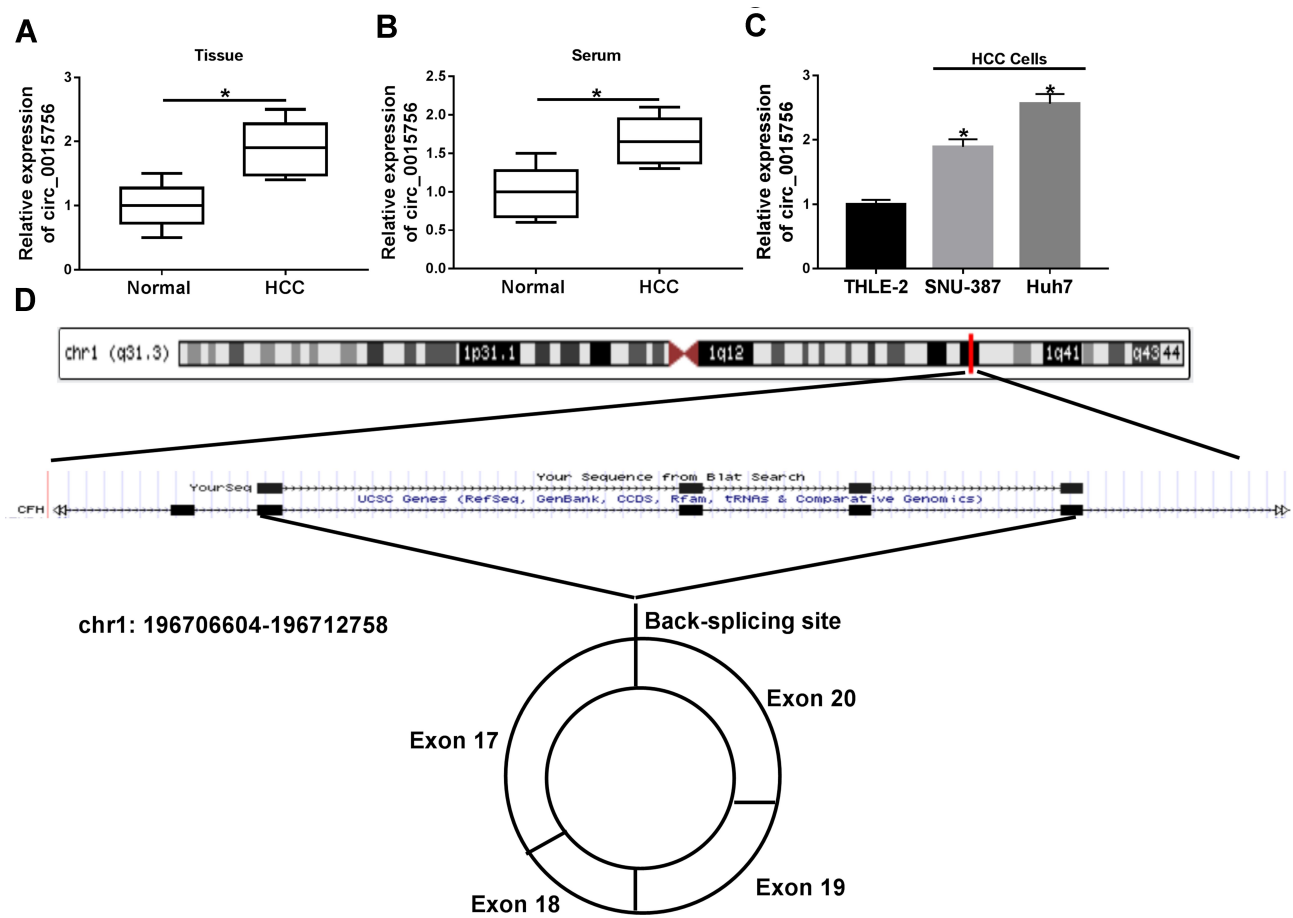 A
Tissue
Relative expression
of circ_0015756
3
2
1
0
*
Normal
HCC
B
Serum
Relative expression
of circ_0015756
2.5
2.0
1.5
1.0
0.5
0.0
*
Normal
HCC
C
HCC Cells
Relative expression
of circ_0015756
3
2
1
0
*
*
THLE-2
SNU-387
Huh7
D
chr1 (q31.3)
1p31.1
1q12
1q41
q43
44
Your Sequence from Blat Search
YourSeq
UCSC Genes (RefSeq, GenBank, CCDS, Rfam, tRNAs & Comparative Genomics)
CFH
chr1: 196706604-196712758
Back-splicing site
Exon 20
Exon 17
Exon 19
Exon 18